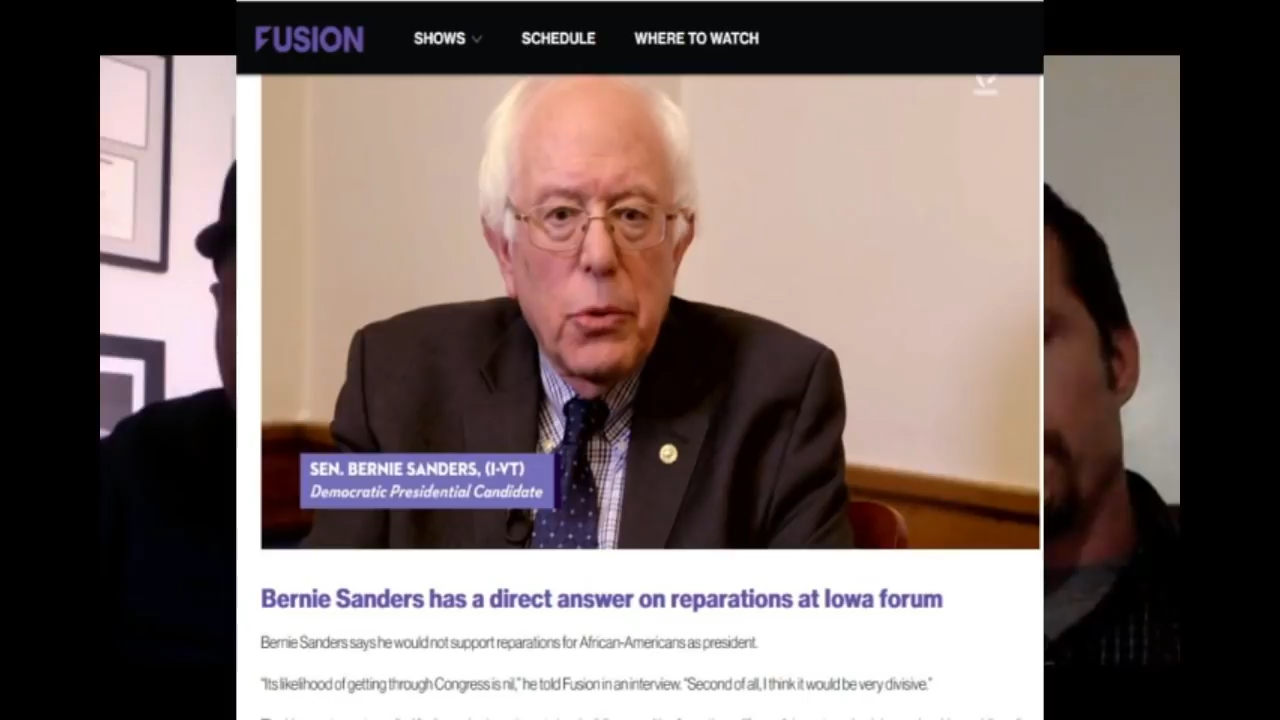 FUSION SHOWS SCHEDULE WHERE TO WATCH
SEN. BERNIE SANDERS, (I-VT)
Democratic Presidential Candidate
Bernie Sanders has a direct answer on reparations at Iowa forum
Bernie Sanders says he would not support reparations for African-Americans as president.
"Its likelihood of getting through Congress is nil," he told Fusion in an interview. "Second of all, I think it would be very divisive."